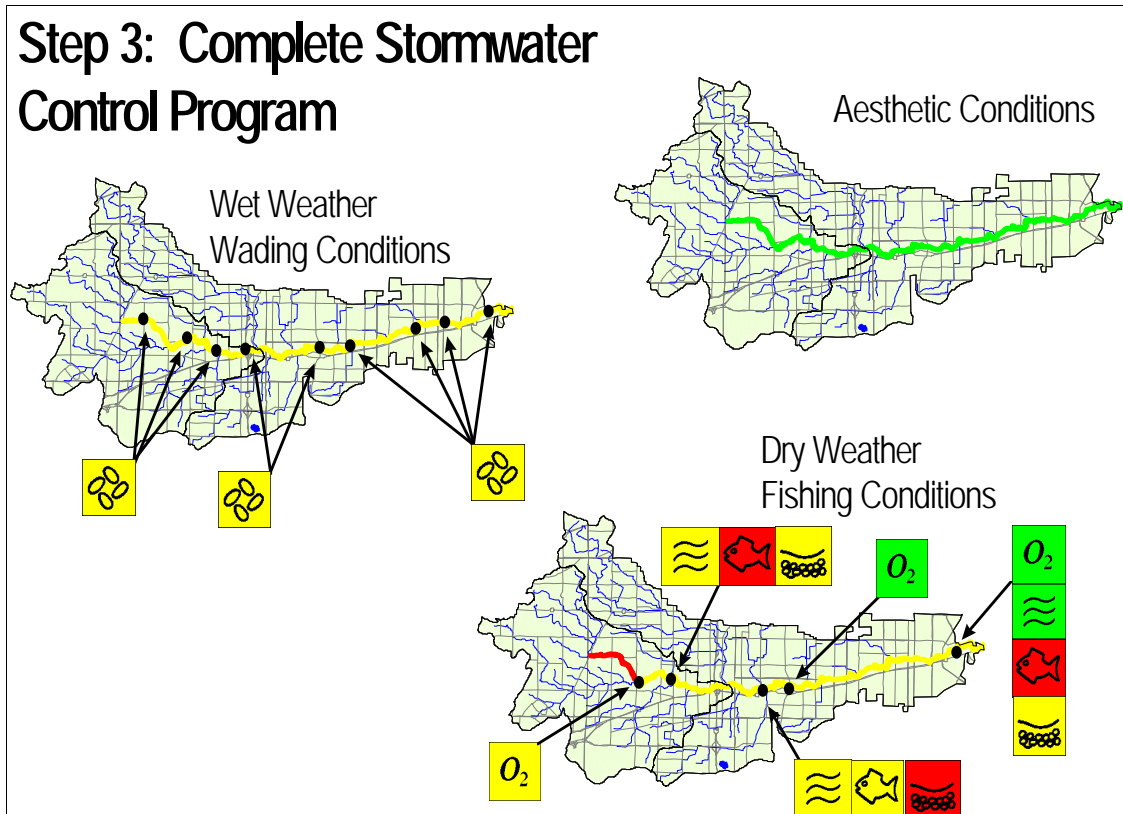 Step 3: Complete Stormwater
Control Program
Aesthetic Conditions
Wet Weather
Wading Conditions
Dry Weather
Fishing Conditions
O2
O2
O2